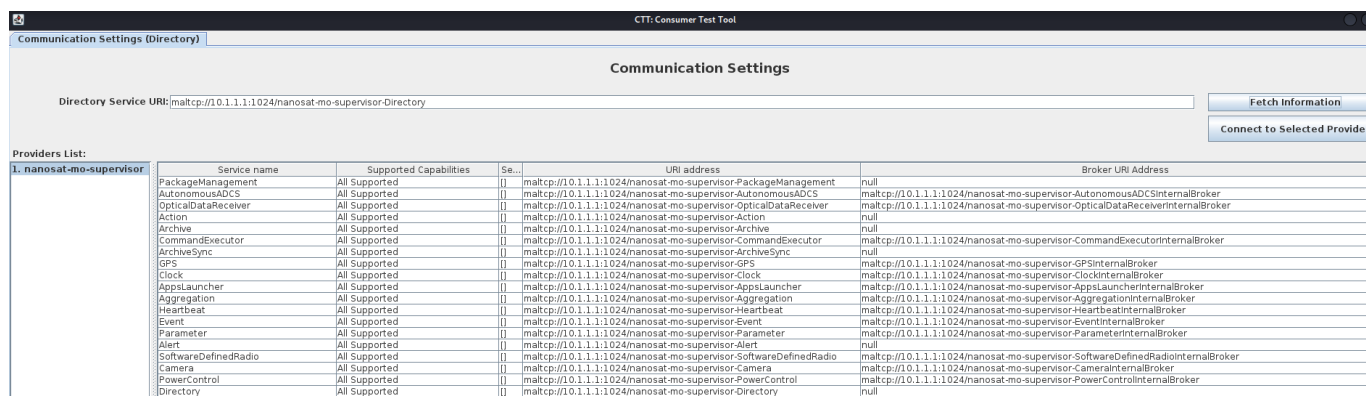 CTT: Consumer Test Tool
Communication Settings (Directory)
Communication Settings
Directory Service URI: maltcp://10.1.1.1:1024/nanosat-mo-supervisor-Directory Fetch Information
Connect to Selected Provide
Providers List:
1. nanosat-mo-supervisor Service name Supported Capabilities Se... URI address Broker URI Address
PackageManagement All Supported [] maltcp://10.1.1.1:1024/nanosat-mo-supervisor-PackageManagement null
AutonomousADCS All Supported [] maltcp://10.1.1.1:1024/nanosat-mo-supervisor-AutonomousADCS maltcp://10.1.1.1:1024/nanosat-mo-supervisor-AutonomousADCSInternalBroker
OpticalDataReceiver All Supported [] maltcp://10.1.1.1:1024/nanosat-mo-supervisor-OpticalDataReceiver maltcp://10.1.1.1:1024/nanosat-mo-supervisor-OpticalDataReceiverInternalBroker
Action All Supported [] maltcp://10.1.1.1:1024/nanosat-mo-supervisor-Action null
Archive All Supported [] maltcp://10.1.1.1:1024/nanosat-mo-supervisor-Archive null
CommandExecutor All Supported [] maltcp://10.1.1.1:1024/nanosat-mo-supervisor-CommandExecutor maltcp://10.1.1.1:1024/nanosat-mo-supervisor-CommandExecutorInternalBroker
ArchiveSync All Supported [] maltcp://10.1.1.1:1024/nanosat-mo-supervisor-ArchiveSync null
GPS All Supported [] maltcp://10.1.1.1:1024/nanosat-mo-supervisor-GPS maltcp://10.1.1.1:1024/nanosat-mo-supervisor-GPSInternalBroker
Clock All Supported [] maltcp://10.1.1.1:1024/nanosat-mo-supervisor-Clock maltcp://10.1.1.1:1024/nanosat-mo-supervisor-ClockInternalBroker
AppsLauncher All Supported [] maltcp://10.1.1.1:1024/nanosat-mo-supervisor-AppsLauncher maltcp://10.1.1.1:1024/nanosat-mo-supervisor-AppsLauncherInternalBroker
Aggregation All Supported [] maltcp://10.1.1.1:1024/nanosat-mo-supervisor-Aggregation maltcp://10.1.1.1:1024/nanosat-mo-supervisor-AggregationInternalBroker
Heartbeat All Supported [] maltcp://10.1.1.1:1024/nanosat-mo-supervisor-Heartbeat maltcp://10.1.1.1:1024/nanosat-mo-supervisor-HeartbeatInternalBroker
Event All Supported [] maltcp://10.1.1.1:1024/nanosat-mo-supervisor-Event maltcp://10.1.1.1:1024/nanosat-mo-supervisor-EventInternalBroker
Parameter All Supported [] maltcp://10.1.1.1:1024/nanosat-mo-supervisor-Parameter maltcp://10.1.1.1:1024/nanosat-mo-supervisor-ParameterInternalBroker
Alert All Supported [] maltcp://10.1.1.1:1024/nanosat-mo-supervisor-Alert null
SoftwareDefinedRadio All Supported [] maltcp://10.1.1.1:1024/nanosat-mo-supervisor-SoftwareDefinedRadio maltcp://10.1.1.1:1024/nanosat-mo-supervisor-SoftwareDefinedRadioInternalBroker
Camera All Supported [] maltcp://10.1.1.1:1024/nanosat-mo-supervisor-Camera maltcp://10.1.1.1:1024/nanosat-mo-supervisor-CameraInternalBroker
PowerControl All Supported [] maltcp://10.1.1.1:1024/nanosat-mo-supervisor-PowerControl maltcp://10.1.1.1:1024/nanosat-mo-supervisor-PowerControlInternalBroker
Directory All Supported [] maltcp://10.1.1.1:1024/nanosat-mo-supervisor-Directory null